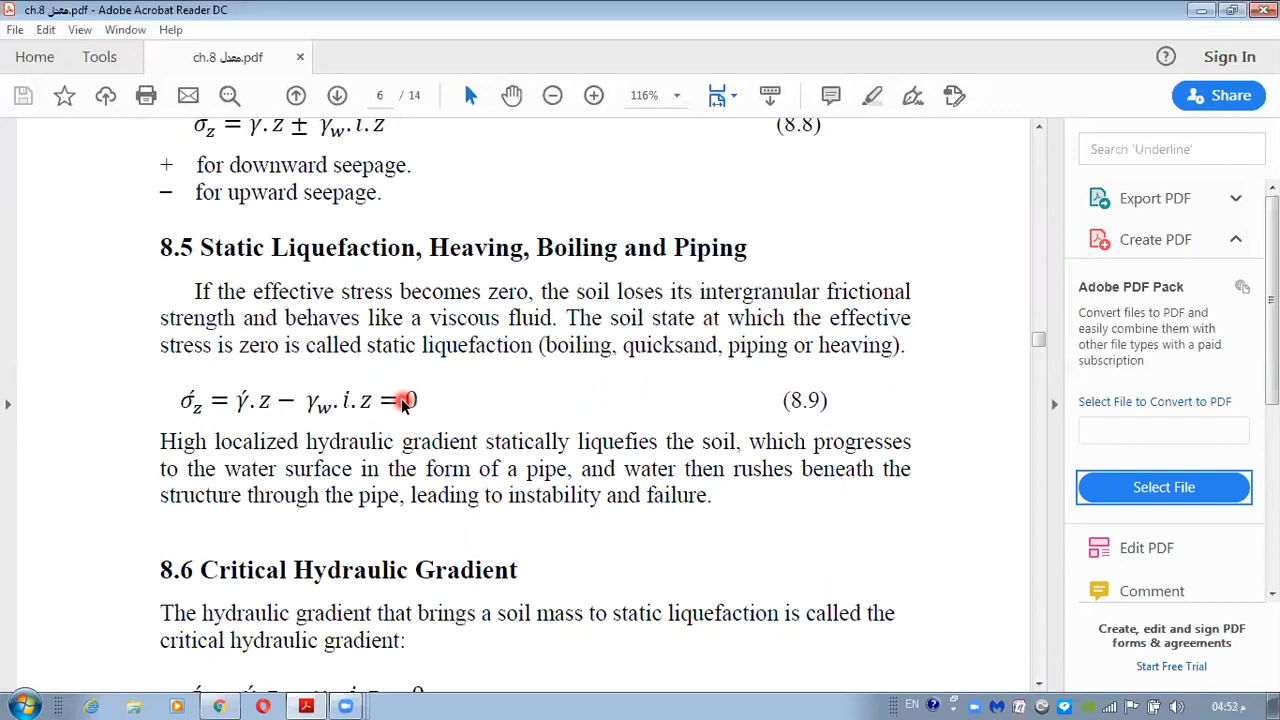 ch.8 معدل.pdf - Adobe Acrobat Reader DC
File Edit View Window Help
Home Tools ch.8 معدل.pdf × Sign In
6 / 14 116% Share
σ́z = γ́.z ± γw.i.z (8.8)
+ for downward seepage.
− for upward seepage.
8.5 Static Liquefaction, Heaving, Boiling and Piping
If the effective stress becomes zero, the soil loses its intergranular frictional
strength and behaves like a viscous fluid. The soil state at which the effective
stress is zero is called static liquefaction (boiling, quicksand, piping or heaving).
σ́z = γ́.z − γw.i.z = 0 (8.9)
High localized hydraulic gradient statically liquefies the soil, which progresses
to the water surface in the form of a pipe, and water then rushes beneath the
structure through the pipe, leading to instability and failure.
8.6 Critical Hydraulic Gradient
The hydraulic gradient that brings a soil mass to static liquefaction is called the
critical hydraulic gradient:
Search 'Underline'
Export PDF
Create PDF
Adobe PDF Pack
Convert files to PDF and
easily combine them with
other file types with a paid
subscription
Select File to Convert to PDF
Select File
Edit PDF
Comment
Create, edit and sign PDF
forms & agreements
Start Free Trial
EN 04:53 م